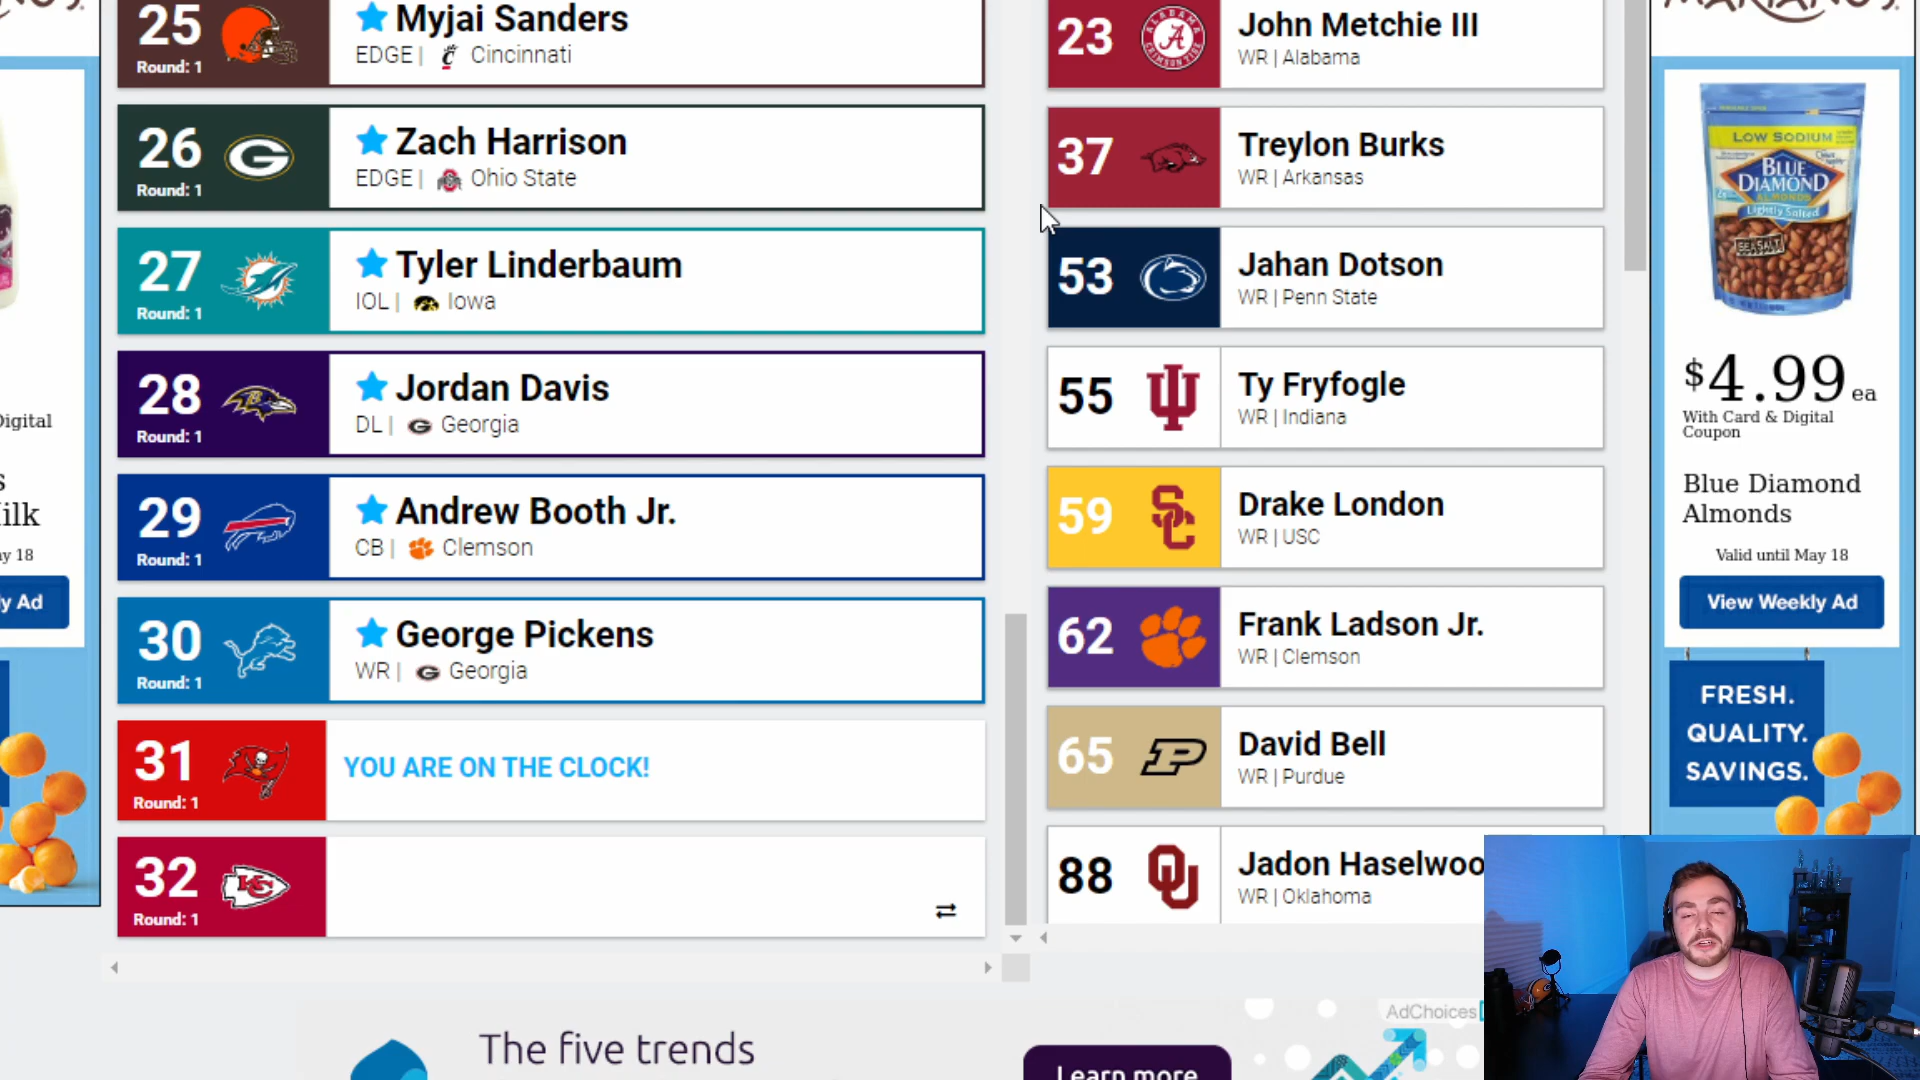 25
Round: 1
Myjai Sanders
EDGE | Cincinnati
26
Round: 1
Zach Harrison
EDGE | Ohio State
27
Round: 1
Tyler Linderbaum
IOL | Iowa
28
Round: 1
Jordan Davis
DL | Georgia
29
Round: 1
Andrew Booth Jr.
CB | Clemson
30
Round: 1
George Pickens
WR | Georgia
31
Round: 1
YOU ARE ON THE CLOCK!
32
Round: 1
23
John Metchie III
WR | Alabama
37
Treylon Burks
WR | Arkansas
53
Jahan Dotson
WR | Penn State
55
Ty Fryfogle
WR | Indiana
59
Drake London
WR | USC
62
Frank Ladson Jr.
WR | Clemson
65
David Bell
WR | Purdue
88
Jadon Haselwoo
WR | Oklahoma
LOW SODIUM
BLUE
DIAMOND
ALMONDS
Lightly Salted
SEA SALT
$4.99 ea
With Card & Digital
Coupon
Blue Diamond
Almonds
Valid until May 18
View Weekly Ad
FRESH.
QUALITY.
SAVINGS.
Digital
ilk
ay 18
y Ad
The five trends
Learn more
AdChoices